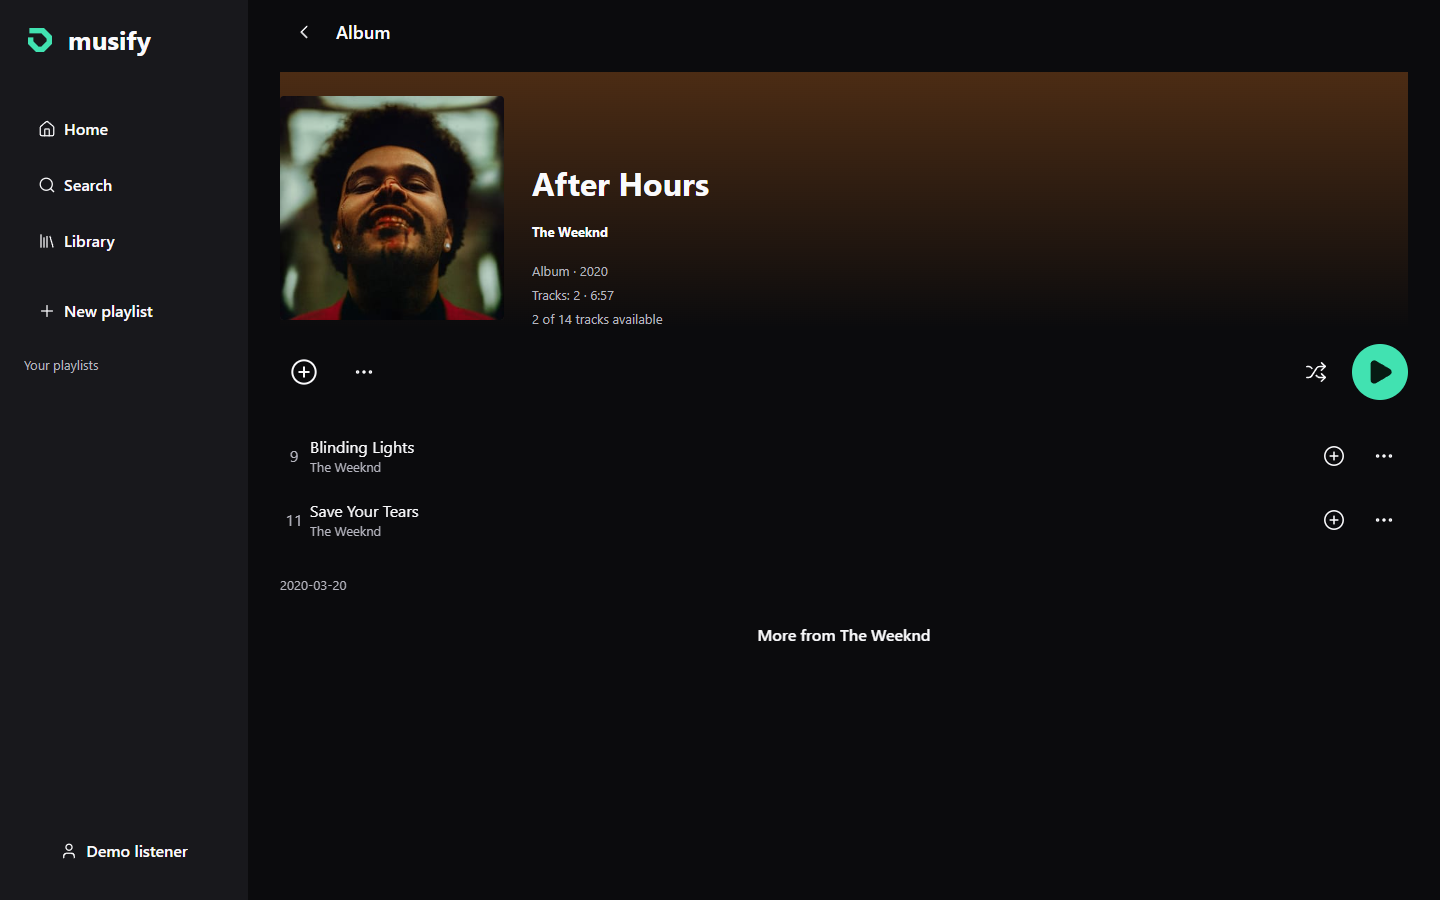 musify
Home
Search
Library
New playlist
Your playlists
Demo listener
Album
After Hours
The Weeknd
Album · 2020
Tracks: 2 · 6:57
2 of 14 tracks available
9
Blinding Lights
The Weeknd
11
Save Your Tears
The Weeknd
2020-03-20
More from The Weeknd